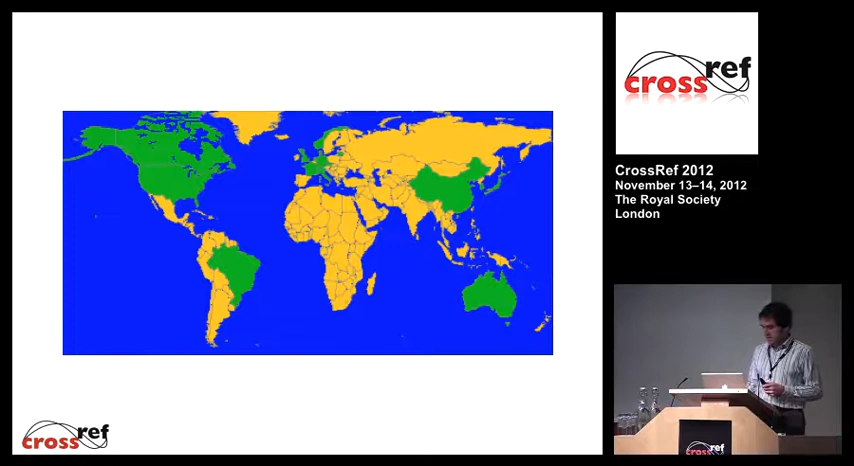 crossref
crossref
CrossRef 2012
November 13–14, 2012
The Royal Society
London
crossref